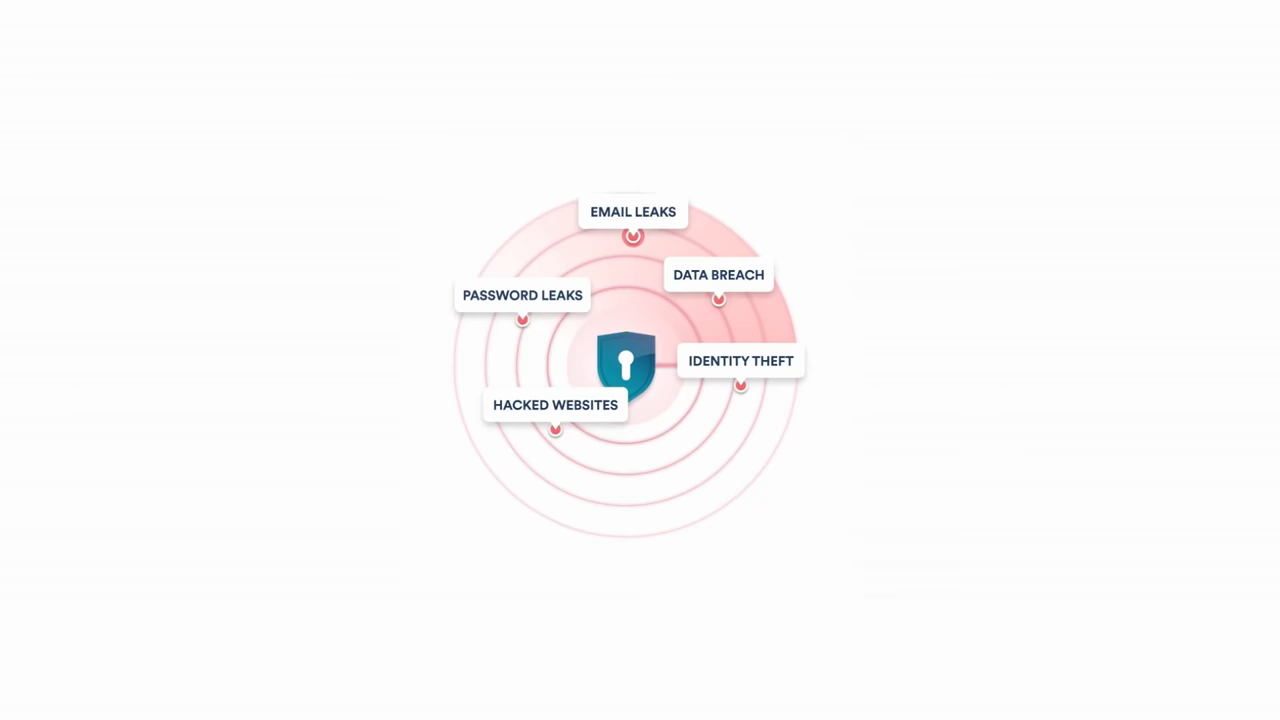 EMAIL LEAKS
DATA BREACH
PASSWORD LEAKS
IDENTITY THEFT
HACKED WEBSITES